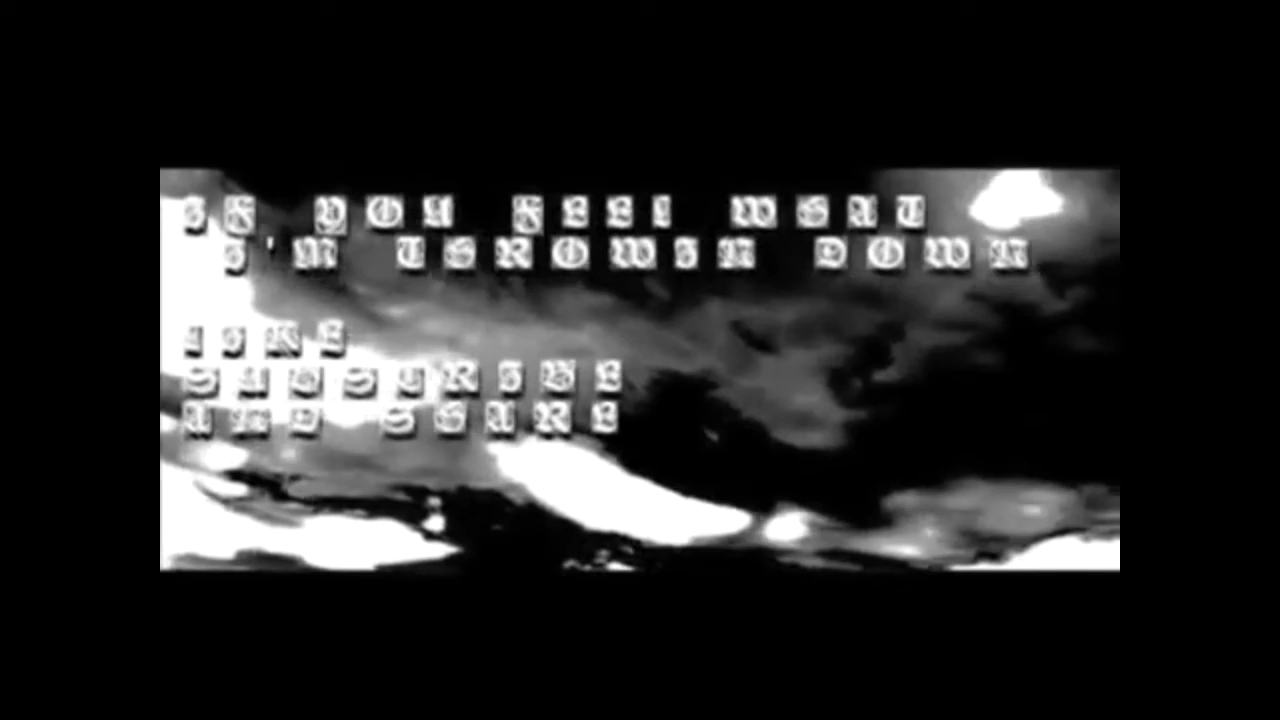 IF YOU FEEL WHAT
I'M THROWIN DOWN
LIKE
SUBSCRIBE
AND SHARE